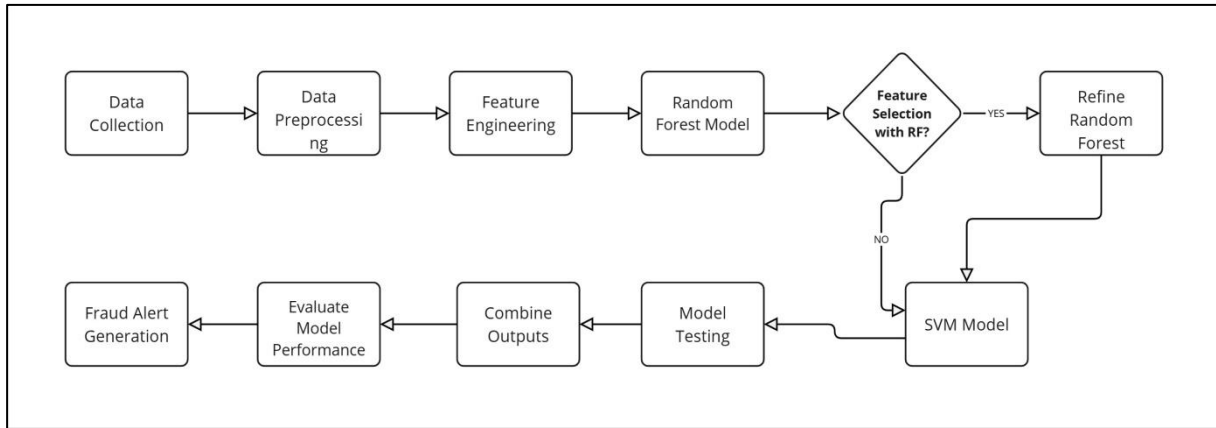 Data
Collection
Data
Preprocessi
ng
Feature
Engineering
Random
Forest Model
Feature
Selection
with RF?
YES
Refine
Random
Forest
NO
SVM Model
Model
Testing
Combine
Outputs
Evaluate
Model
Performance
Fraud Alert
Generation